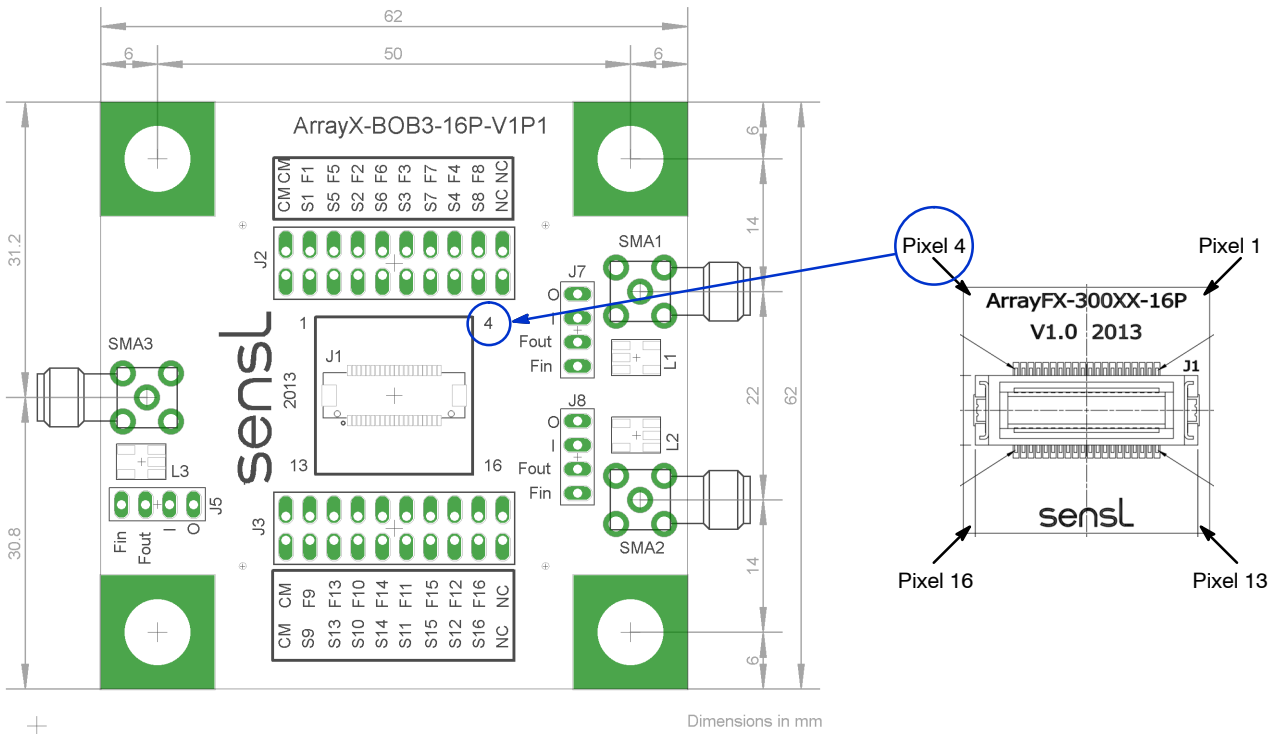 62
6
50
6
ArrayX-BOB3-16P-V1P1
6
CM CM
S1 F1
S5 F5
S2 F2
S6 F6
S3 F3
S7 F7
S4 F4
S8 F8
NC NC
14
31.2
J2
SMA1
J7
O
I
Fout
Fin
L1
Pixel 4
Pixel 1
ArrayFX-300XX-16P
V1.0 2013
J1
sensL
Pixel 16
Pixel 13
1
4
J1
13
16
sensL
2013
SMA3
L3
J5
Fin
Fout
I
O
22
62
J8
O
I
Fout
Fin
L2
SMA2
J3
30.8
14
CM CM
S9 F9
S13 F13
S10 F10
S14 F14
S11 F11
S15 F15
S12 F12
S16 F16
NC NC
6
Dimensions in mm